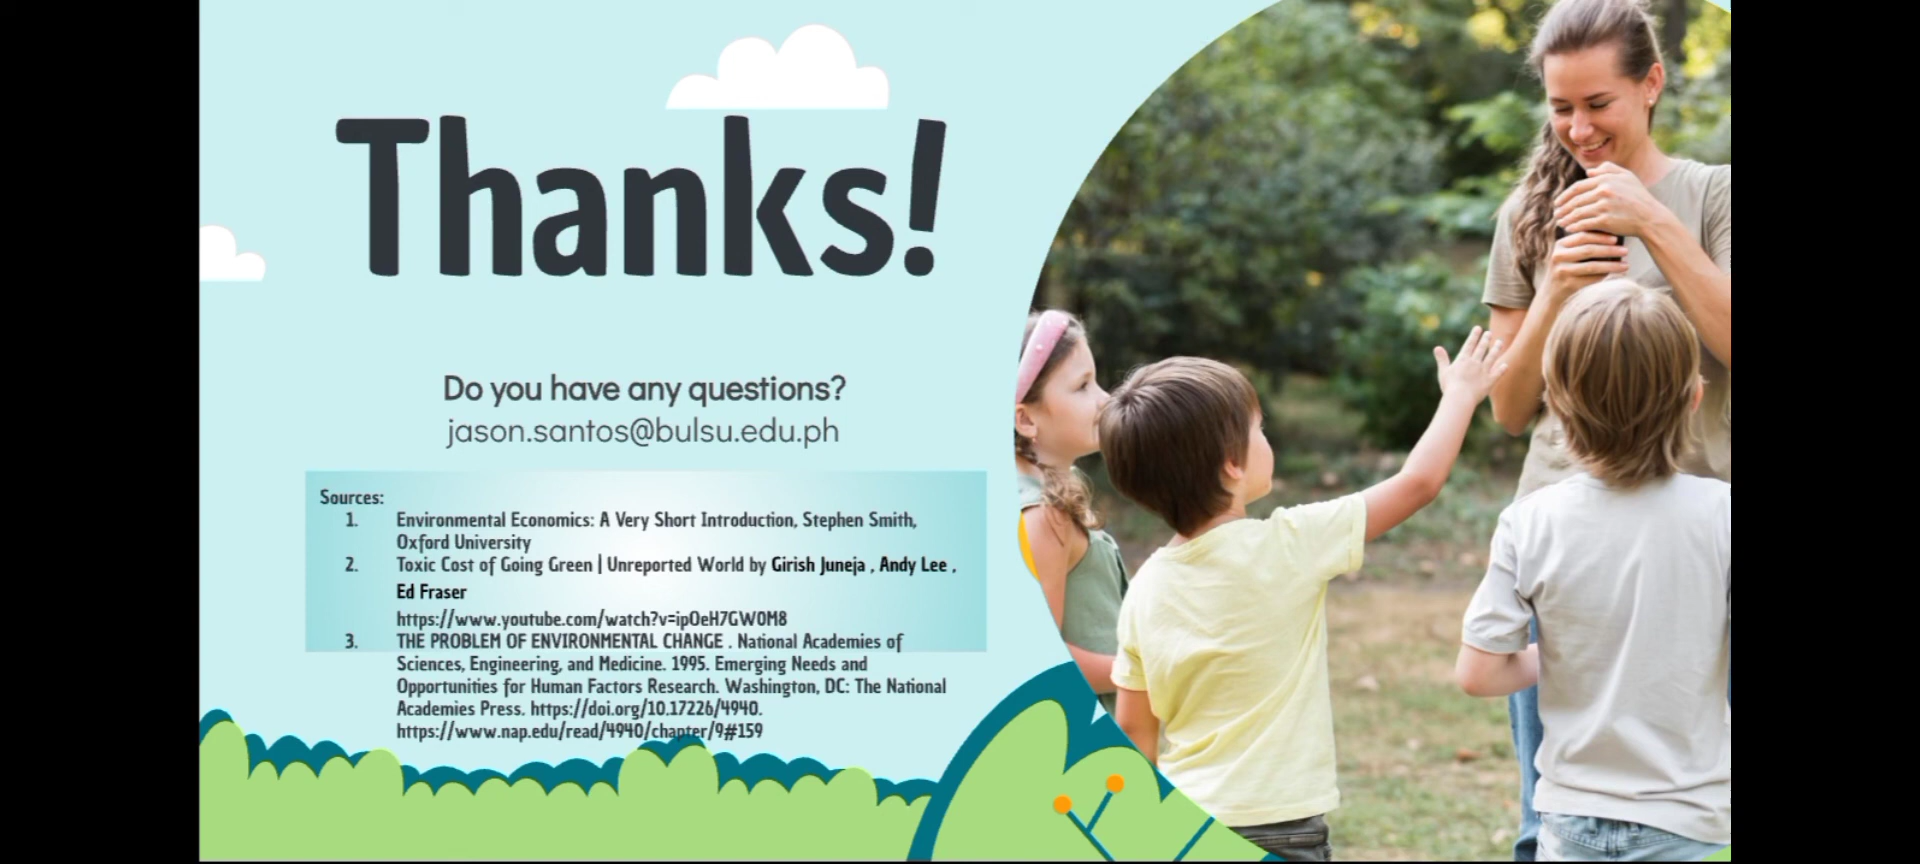 Thanks!
Do you have any questions?
jason.santos@bulsu.edu.ph
Sources:
1. Environmental Economics: A Very Short Introduction, Stephen Smith,
Oxford University
2. Toxic Cost of Going Green | Unreported World by Girish Juneja , Andy Lee ,
Ed Fraser
https://www.youtube.com/watch?v=ipOeH7GW0M8
3. THE PROBLEM OF ENVIRONMENTAL CHANGE . National Academies of
Sciences, Engineering, and Medicine. 1995. Emerging Needs and
Opportunities for Human Factors Research. Washington, DC: The National
Academies Press. https://doi.org/10.17226/4940.
https://www.nap.edu/read/4940/chapter/9#159